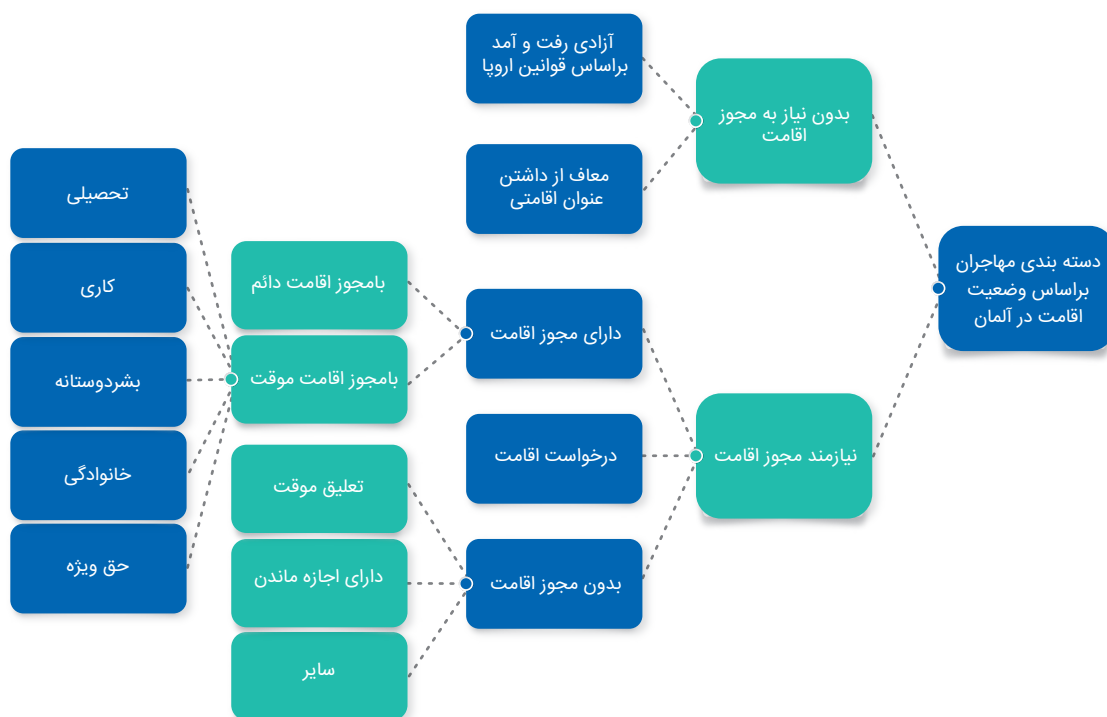 دسته بندی مهاجران
براساس وضعیت
اقامت در آلمان
بدون نیاز به مجوز
اقامت
آزادی رفت و آمد
براساس قوانین اروپا
معاف از داشتن
عنوان اقامتی
نیازمند مجوز اقامت
دارای مجوز اقامت
بامجوز اقامت دائم
بامجوز اقامت موقت
تحصیلی
کاری
بشردوستانه
خانوادگی
حق ویژه
درخواست اقامت
بدون مجوز اقامت
تعلیق موقت
دارای اجازه ماندن
سایر